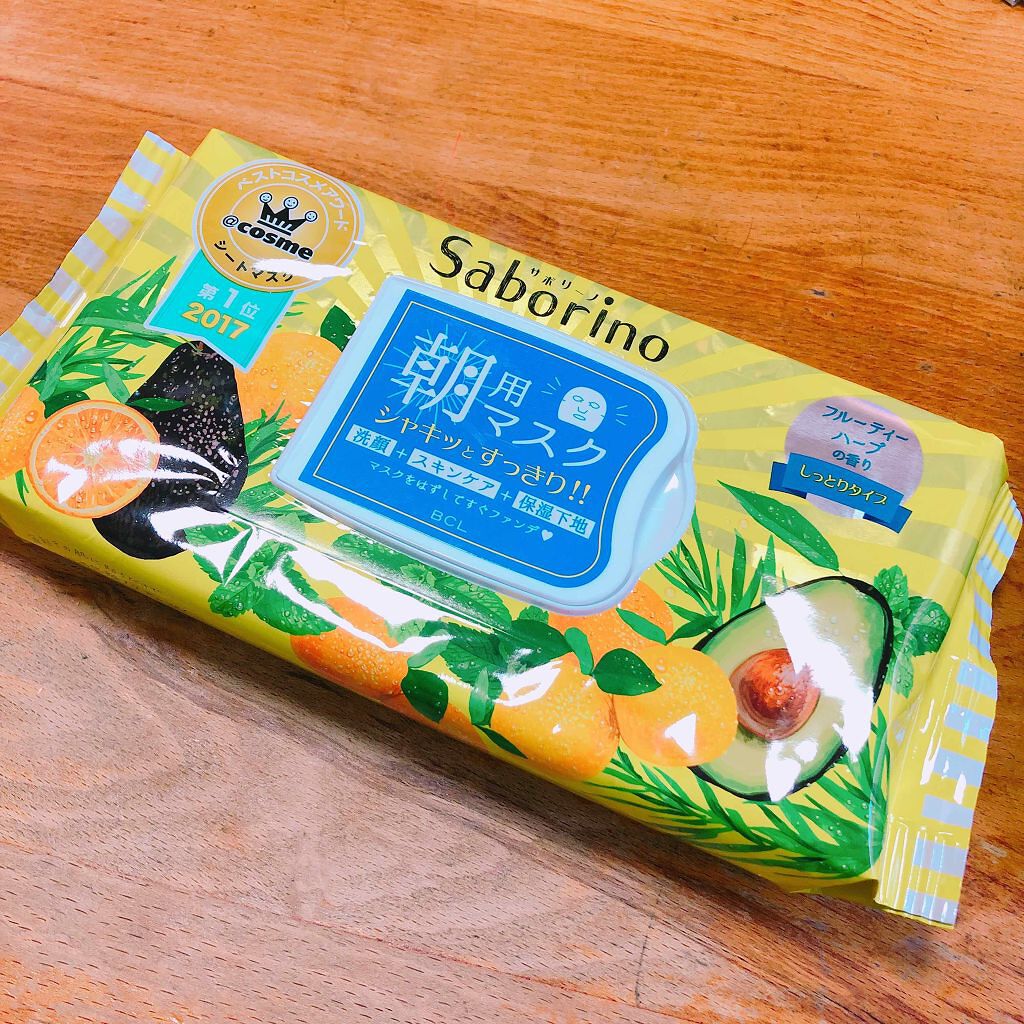 ベストコスメアワード
@cosme
シートマスク
第1位
2017
Saborino
サボリーノ
朝用マスク
シャキッとすっきり!!
洗顔+スキンケア+保湿下地
マスクをはずしてすぐファンデ♥
BCL
フルーティー
ハーブ
の香り
しっとりタイプ